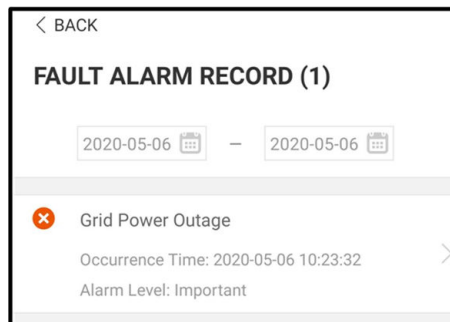 BACK
FAULT ALARM RECORD (1)
2020-05-06 – 2020-05-06
Grid Power Outage
Occurrence Time: 2020-05-06 10:23:32
Alarm Level: Important